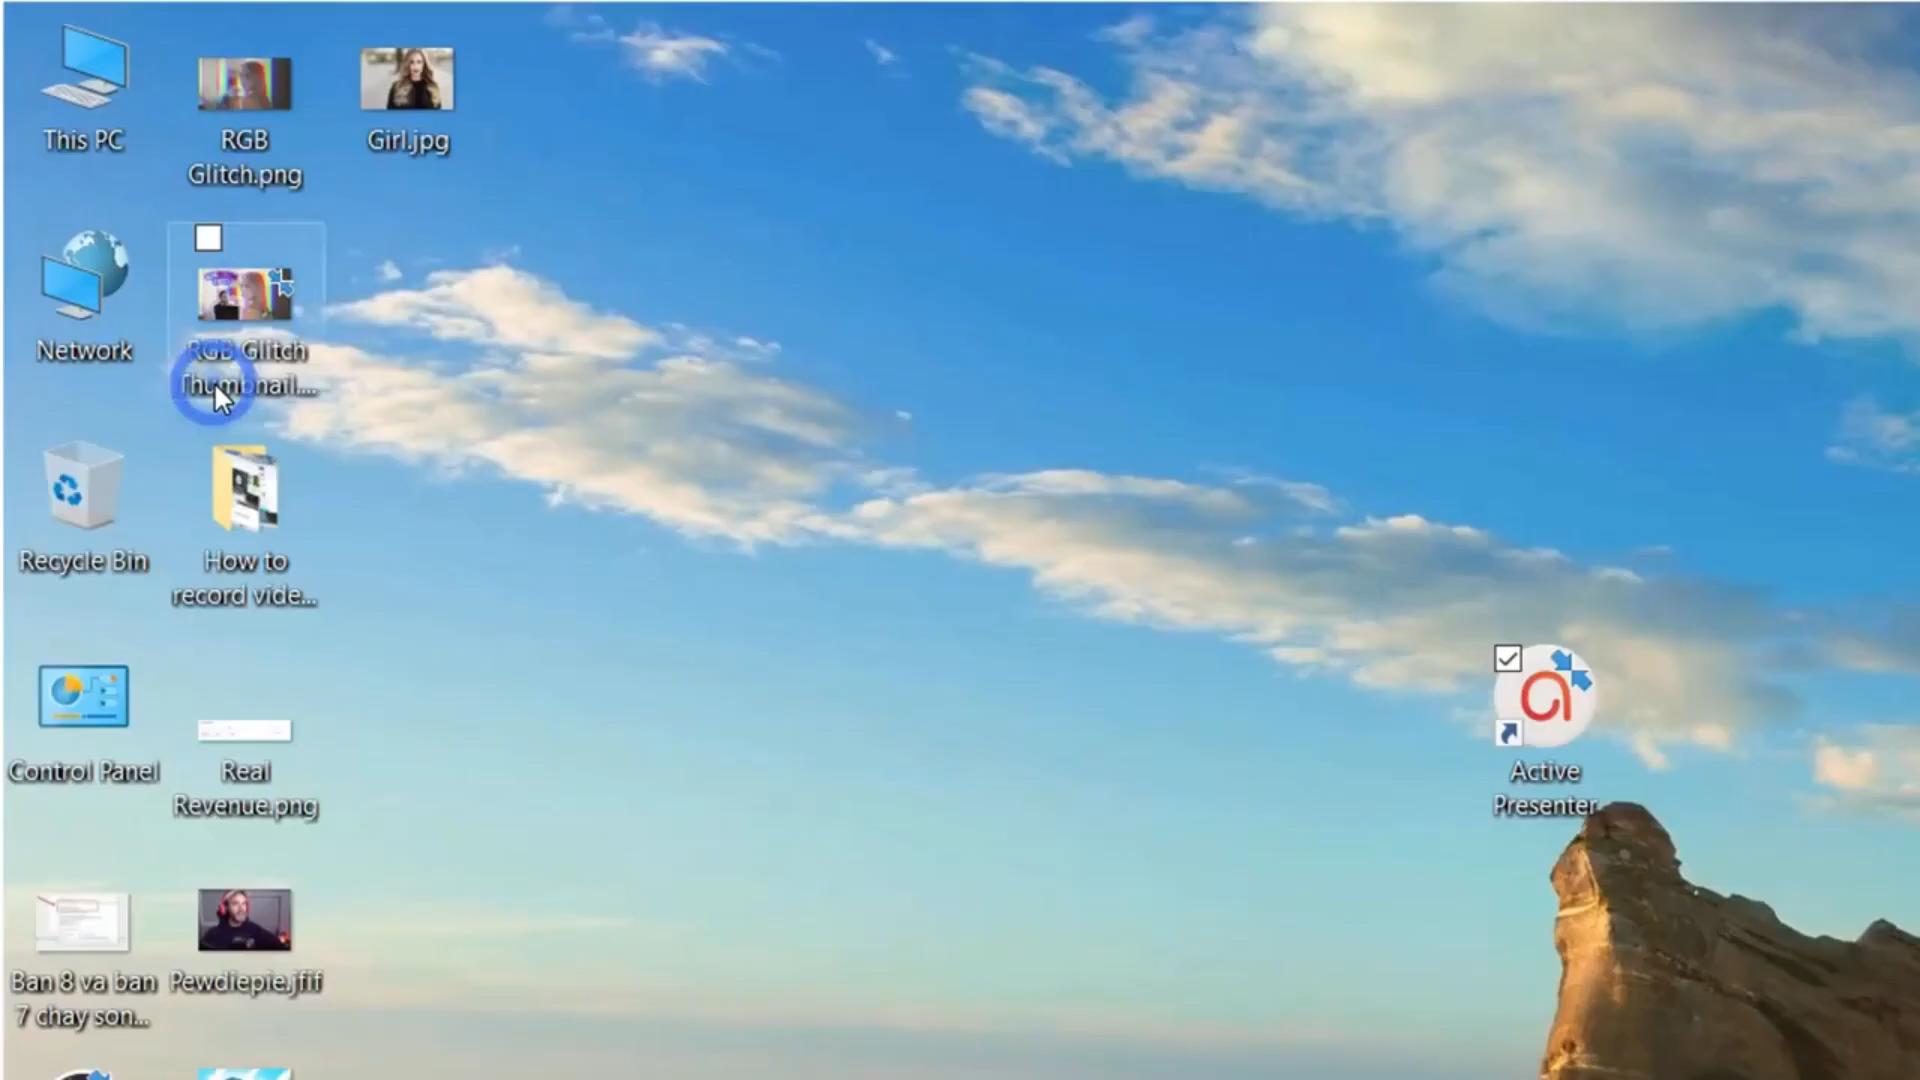 This PC
RGB
Glitch.png
Girl.jpg
Network
RGB Glitch
Thumbnail....
Recycle Bin
How to
record vide...
Control Panel
Real
Revenue.png
Active
Presenter
Ban 8 va ban
7 chay son...
Pewdiepie.jfif